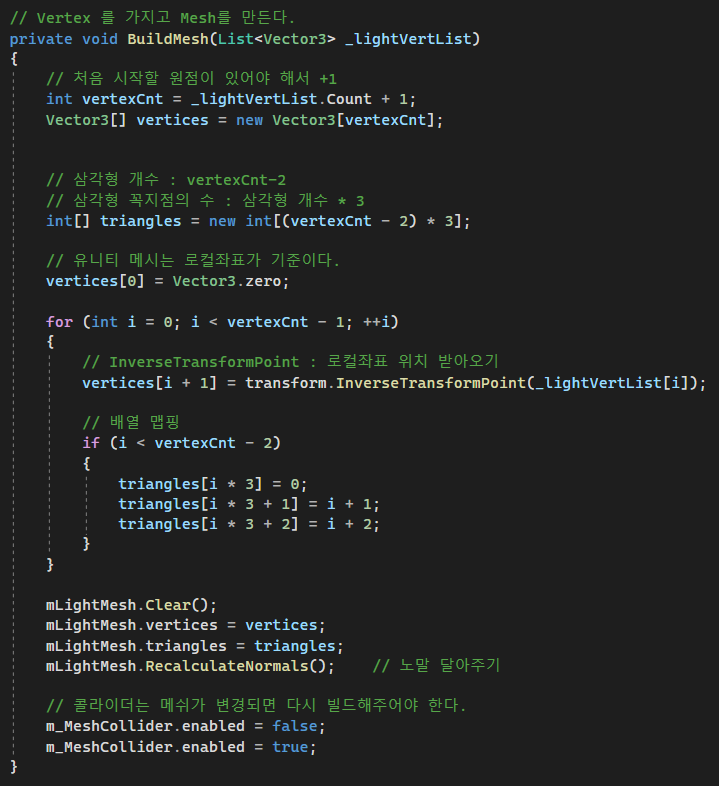 // Vertex 를 가지고 Mesh를 만든다.
private void BuildMesh(List<Vector3> _lightVertList)
{
    // 처음 시작할 원점이 있어야 해서 +1
    int vertexCnt = _lightVertList.Count + 1;
    Vector3[] vertices = new Vector3[vertexCnt];
    // 삼각형 개수 : vertexCnt-2
    // 삼각형 꼭지점의 수 : 삼각형 개수 * 3
    int[] triangles = new int[(vertexCnt - 2) * 3];
    // 유니티 메시는 로컬좌표가 기준이다.
    vertices[0] = Vector3.zero;
    for (int i = 0; i < vertexCnt - 1; ++i)
    {
        // InverseTransformPoint : 로컬좌표 위치 받아오기
        vertices[i + 1] = transform.InverseTransformPoint(_lightVertList[i]);
        // 배열 맵핑
        if (i < vertexCnt - 2)
        {
            triangles[i * 3] = 0;
            triangles[i * 3 + 1] = i + 1;
            triangles[i * 3 + 2] = i + 2;
        }
    }
    mLightMesh.Clear();
    mLightMesh.vertices = vertices;
    mLightMesh.triangles = triangles;
    mLightMesh.RecalculateNormals();    // 노말 달아주기
    // 콜라이더는 메쉬가 변경되면 다시 빌드해주어야 한다.
    m_MeshCollider.enabled = false;
    m_MeshCollider.enabled = true;
}